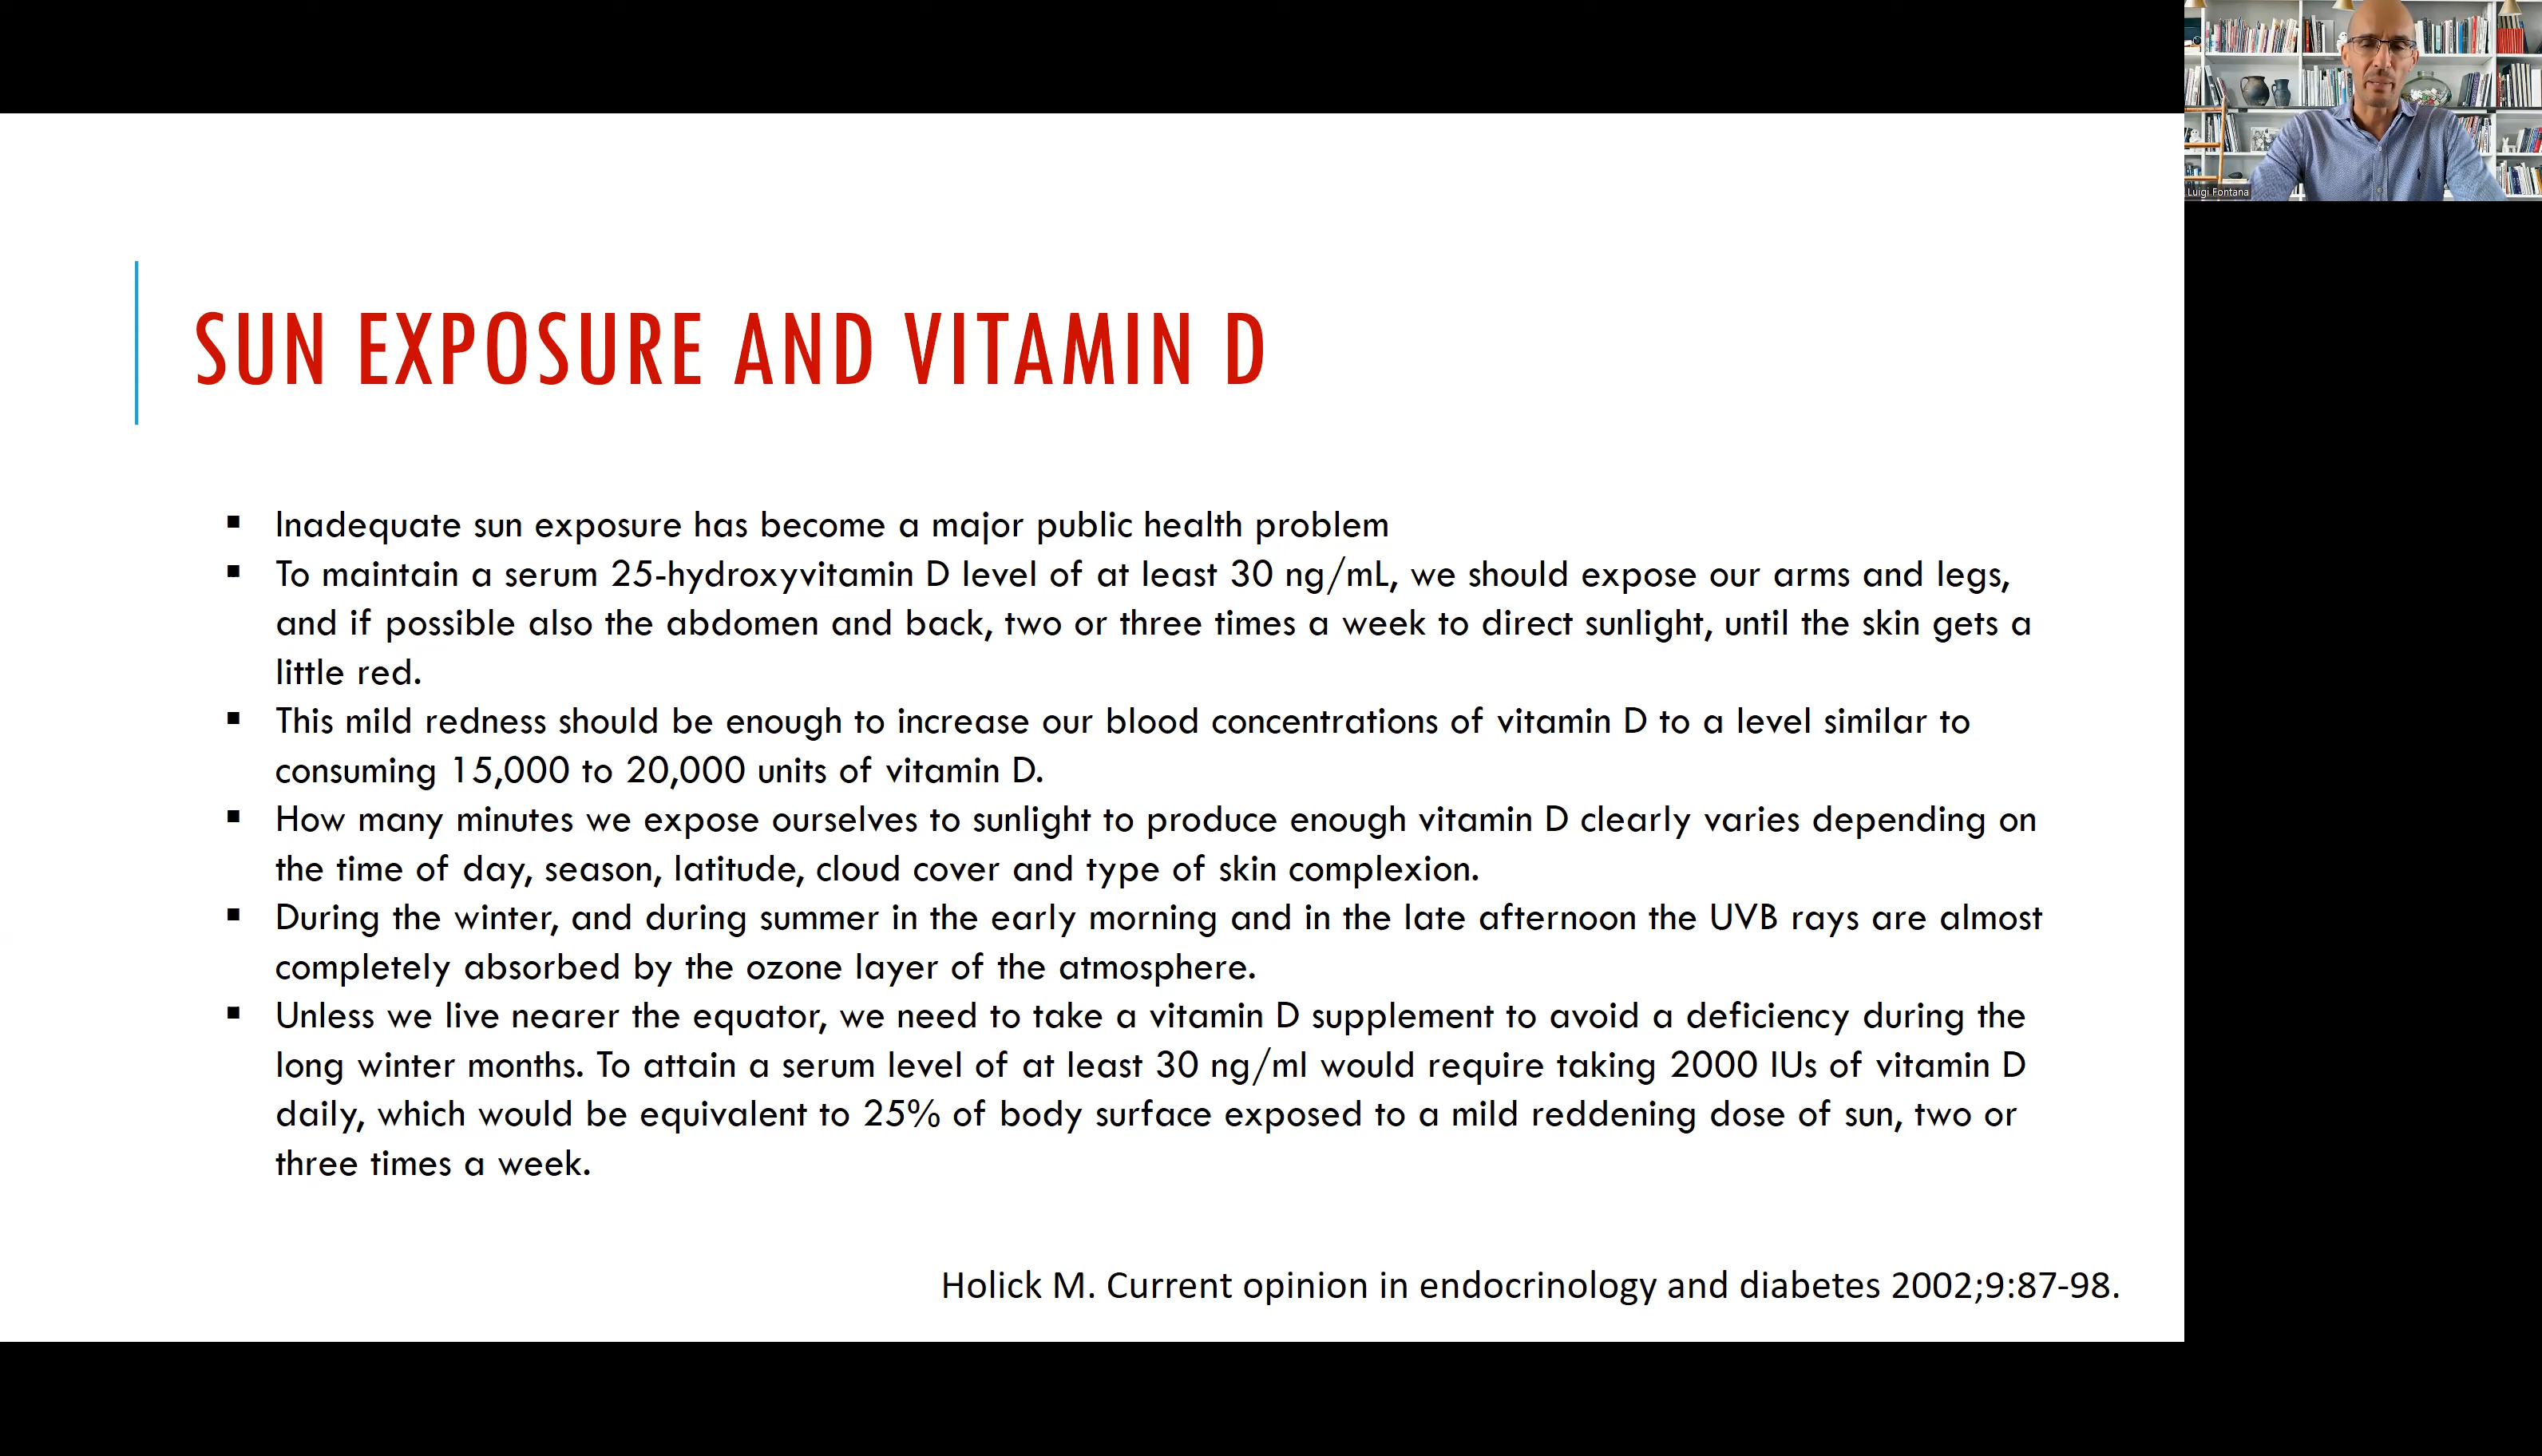 SUN EXPOSURE AND VITAMIN D
▪ Inadequate sun exposure has become a major public health problem
▪ To maintain a serum 25-hydroxyvitamin D level of at least 30 ng/mL, we should expose our arms and legs,
and if possible also the abdomen and back, two or three times a week to direct sunlight, until the skin gets a
little red.
▪ This mild redness should be enough to increase our blood concentrations of vitamin D to a level similar to
consuming 15,000 to 20,000 units of vitamin D.
▪ How many minutes we expose ourselves to sunlight to produce enough vitamin D clearly varies depending on
the time of day, season, latitude, cloud cover and type of skin complexion.
▪ During the winter, and during summer in the early morning and in the late afternoon the UVB rays are almost
completely absorbed by the ozone layer of the atmosphere.
▪ Unless we live nearer the equator, we need to take a vitamin D supplement to avoid a deficiency during the
long winter months. To attain a serum level of at least 30 ng/ml would require taking 2000 IUs of vitamin D
daily, which would be equivalent to 25% of body surface exposed to a mild reddening dose of sun, two or
three times a week.
Holick M. Current opinion in endocrinology and diabetes 2002;9:87-98.
Luigi Fontana